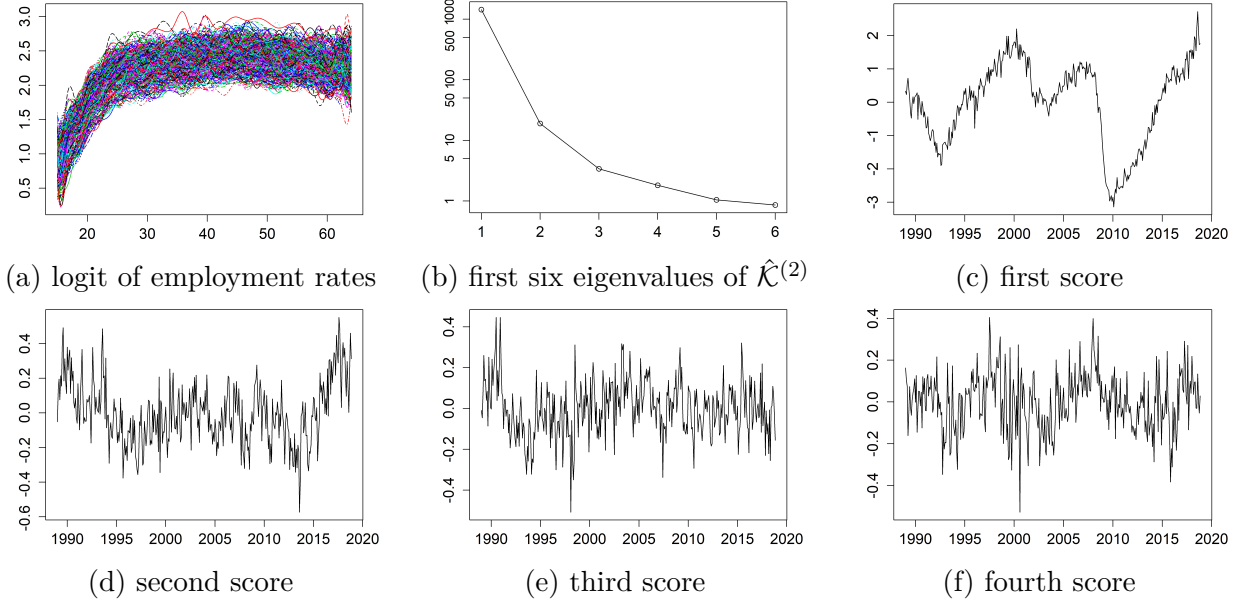 3.0
2.5
2.0
1.5
1.0
0.5
20 30 40 50 60
(a) logit of employment rates
1000
500
100
50
10
5
1
1 2 3 4 5 6
(b) first six eigenvalues of $\hat{\mathcal{K}}^{(2)}$
2
1
0
-1
-2
-3
1990 1995 2000 2005 2010 2015 2020
(c) first score
0.4
0.2
0.0
-0.2
-0.4
-0.6
1990 1995 2000 2005 2010 2015 2020
(d) second score
0.4
0.2
0.0
-0.2
-0.4
1990 1995 2000 2005 2010 2015 2020
(e) third score
0.4
0.2
0.0
-0.2
-0.4
1990 1995 2000 2005 2010 2015 2020
(f) fourth score